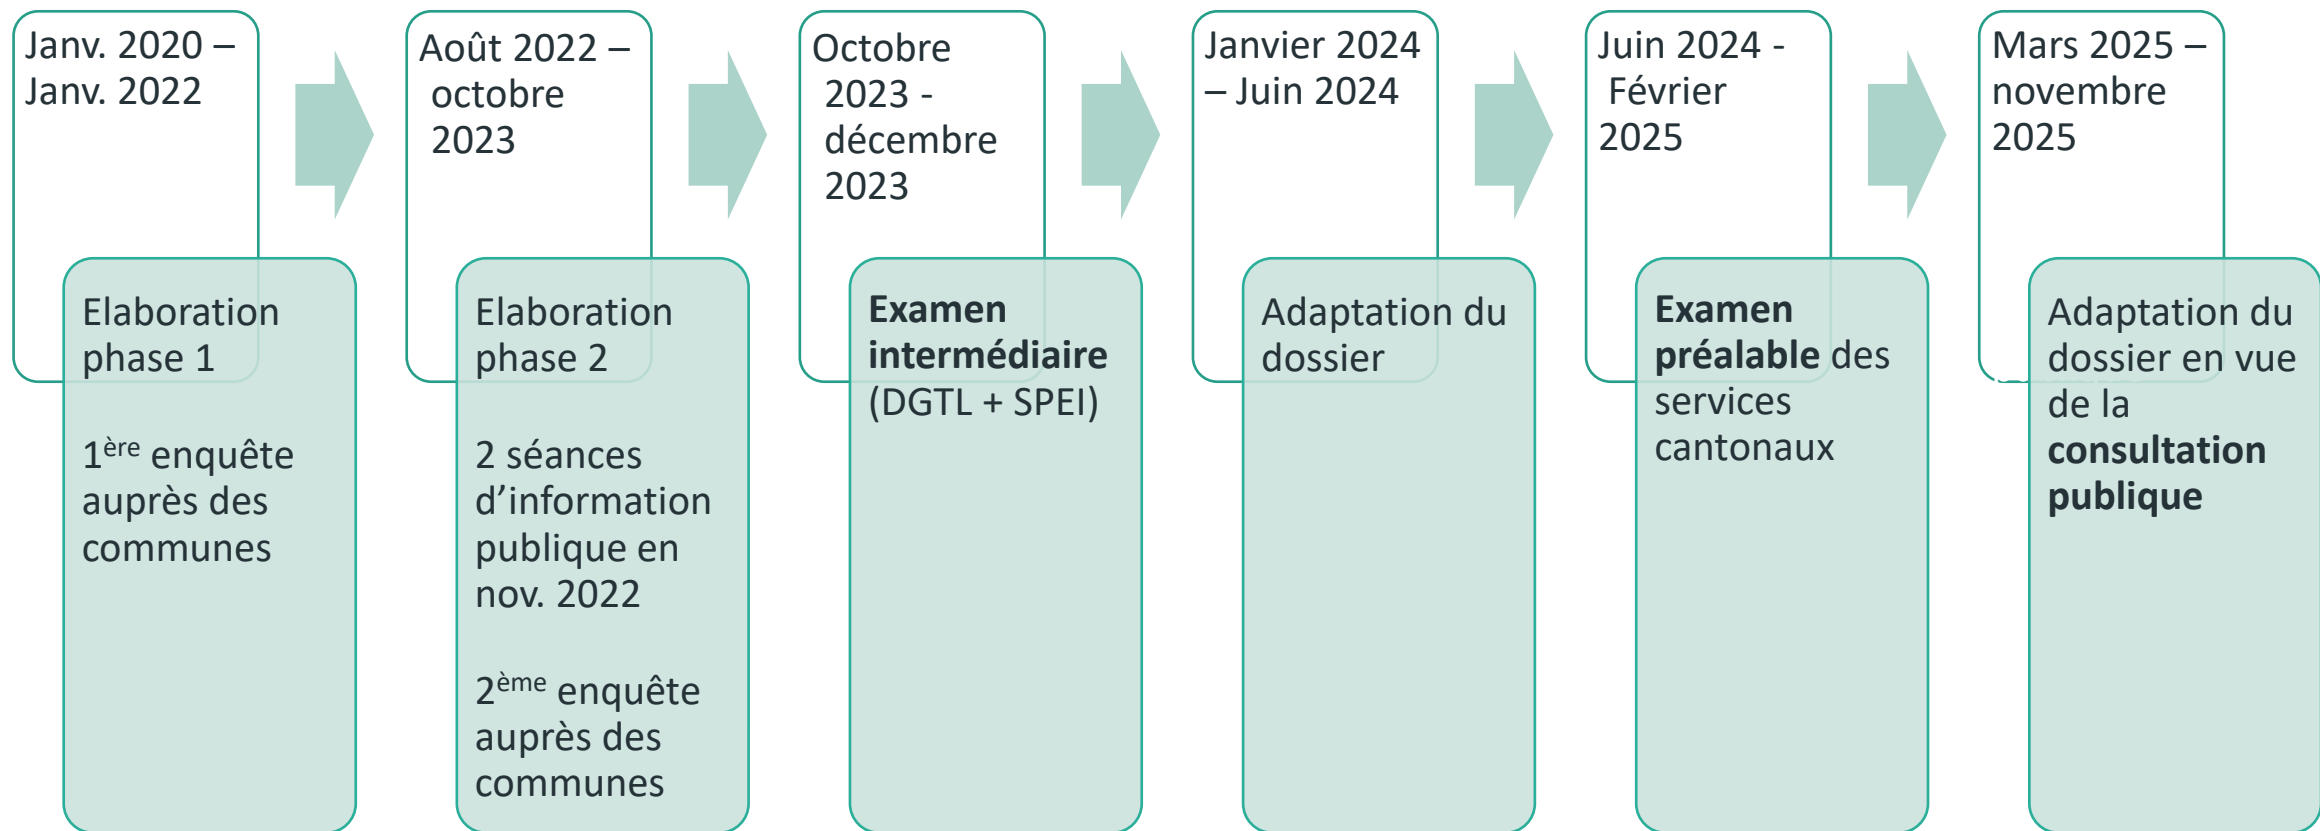 Janv. 2020 –
Janv. 2022
Elaboration
phase 1
1ère enquête
auprès des
communes
Août 2022 –
octobre
2023
Elaboration
phase 2
2 séances
d’information
publique en
nov. 2022
2ème enquête
auprès des
communes
Octobre
2023 -
décembre
2023
Examen
intermédiaire
(DGTL + SPEI)
Janvier 2024
– Juin 2024
Adaptation du
dossier
Juin 2024 -
Février
2025
Examen
préalable des
services
cantonaux
Mars 2025 –
novembre
2025
Adaptation du
dossier en vue
de la
consultation
publique